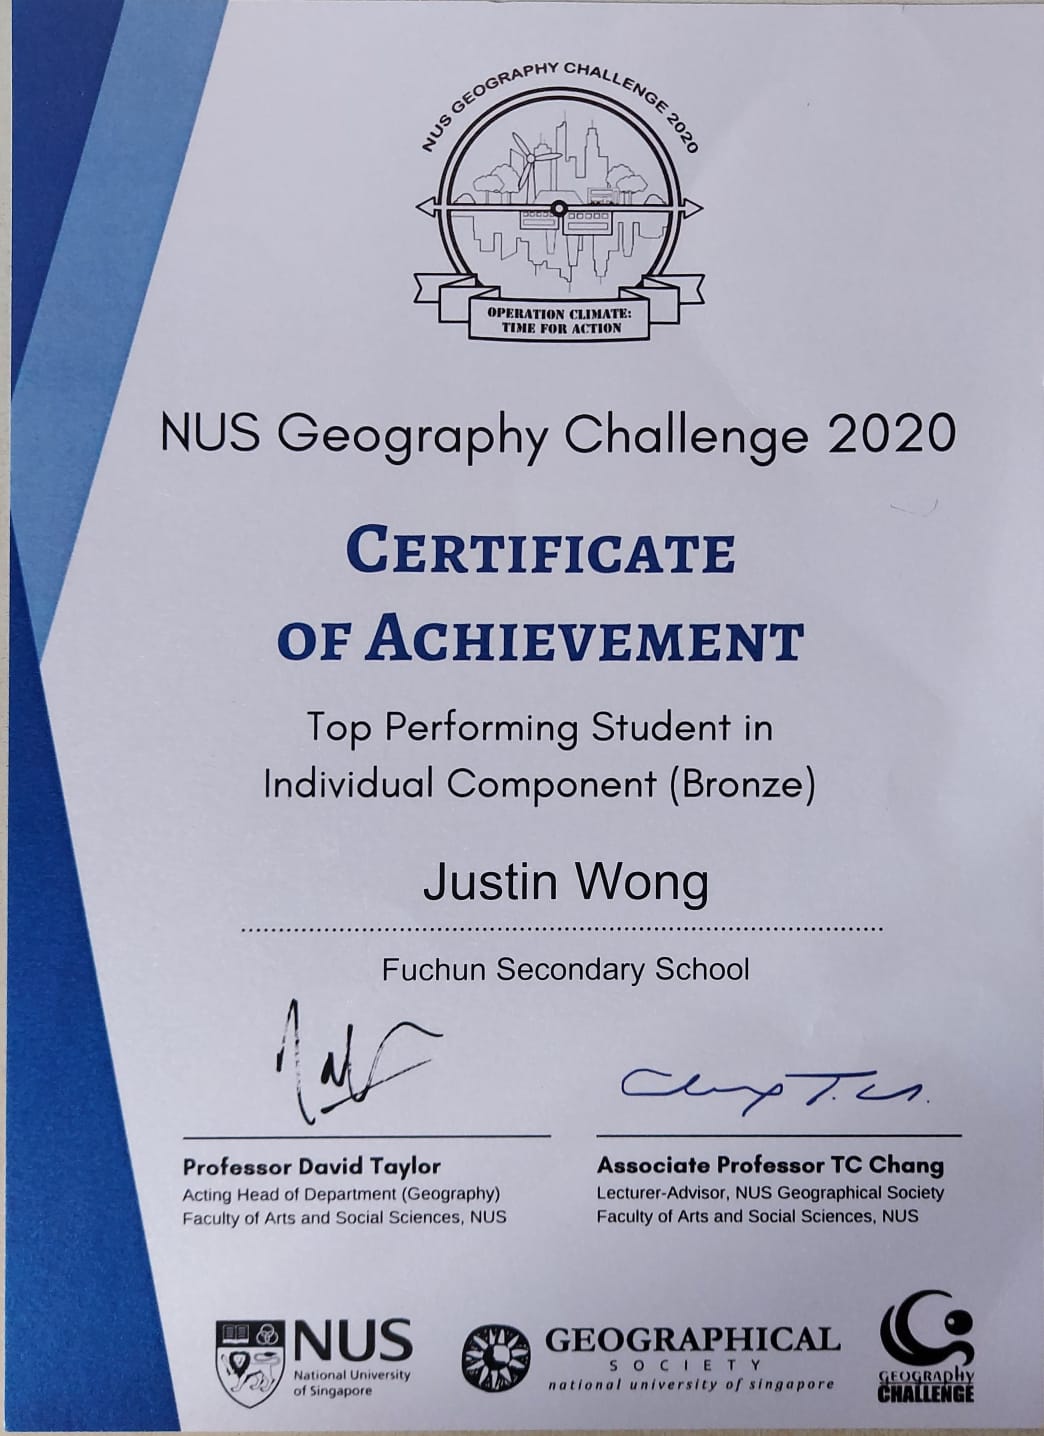 NUS GEOGRAPHY CHALLENGE 2020
OPERATION CLIMATE:
TIME FOR ACTION
NUS Geography Challenge 2020
CERTIFICATE
OF ACHIEVEMENT
Top Performing Student in
Individual Component (Bronze)
Justin Wong
Fuchun Secondary School
Professor David Taylor
Acting Head of Department (Geography)
Faculty of Arts and Social Sciences, NUS
Associate Professor TC Chang
Lecturer-Advisor, NUS Geographical Society
Faculty of Arts and Social Sciences, NUS
NUS
National University
of Singapore
GEOGRAPHICAL
SOCIETY
national university of singapore
GEOGRAPHY
CHALLENGE